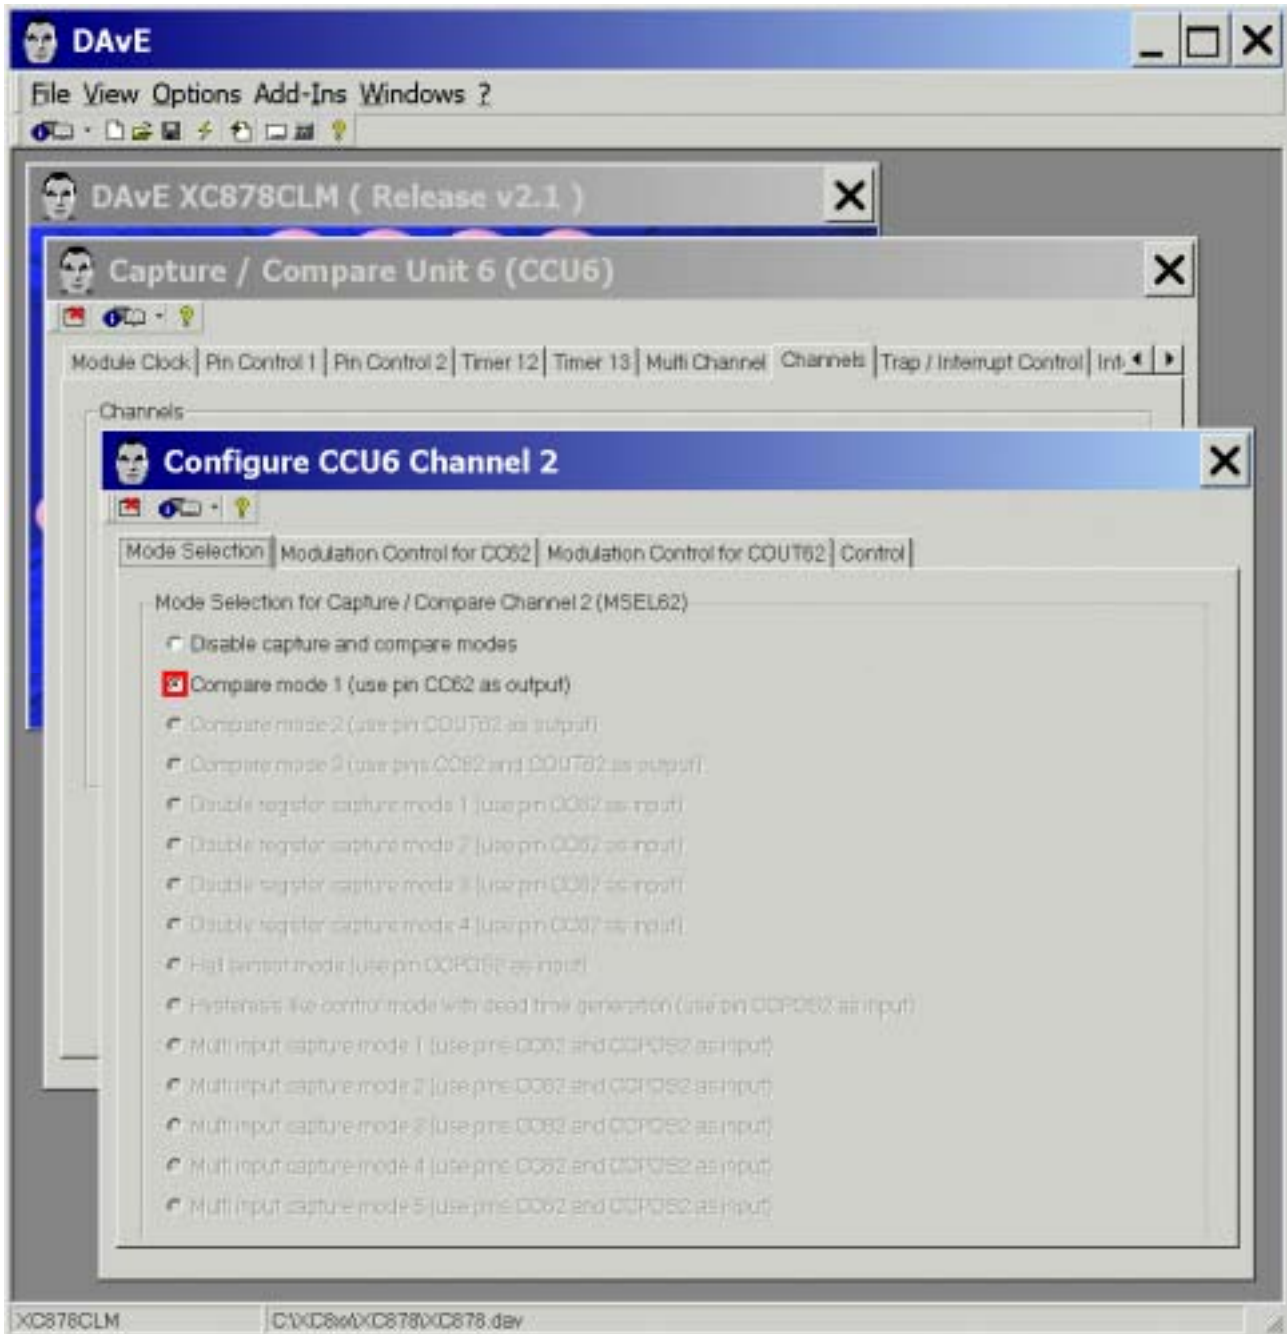 DAvE
File View Options Add-Ins Windows ?
DAvE XC878CLM ( Release v2.1 )
Capture / Compare Unit 6 (CCU6)
Module Clock Pin Control 1 Pin Control 2 Timer 12 Timer 13 Multi Channel Channels Trap / Interrupt Control Int
Channels
Configure CCU6 Channel 2
Mode Selection Modulation Control for CC62 Modulation Control for COUT62 Control
Mode Selection for Capture / Compare Channel 2 (MSEL62)
Disable capture and compare modes
Compare mode 1 (use pin CC62 as output)
Compare mode 2 (use pin COUT62 as output)
Compare mode 3 (use pins CC62 and COUT62 as output)
Double register capture mode 1 (use pin CC62 as input)
Double register capture mode 2 (use pin CC62 as input)
Double register capture mode 3 (use pin CC62 as input)
Double register capture mode 4 (use pin CC62 as input)
Hall sensor mode (use pin CCPOS2 as input)
Hysteresis like control mode with dead time generation (use pin CCPOS2 as input)
Multi input capture mode 1 (use pins CC62 and CCPOS2 as input)
Multi input capture mode 2 (use pins CC62 and CCPOS2 as input)
Multi input capture mode 3 (use pins CC62 and CCPOS2 as input)
Multi input capture mode 4 (use pins CC62 and CCPOS2 as input)
Multi input capture mode 5 (use pins CC62 and CCPOS2 as input)
XC878CLM C:\XC8xx\XC878\XC878.dav